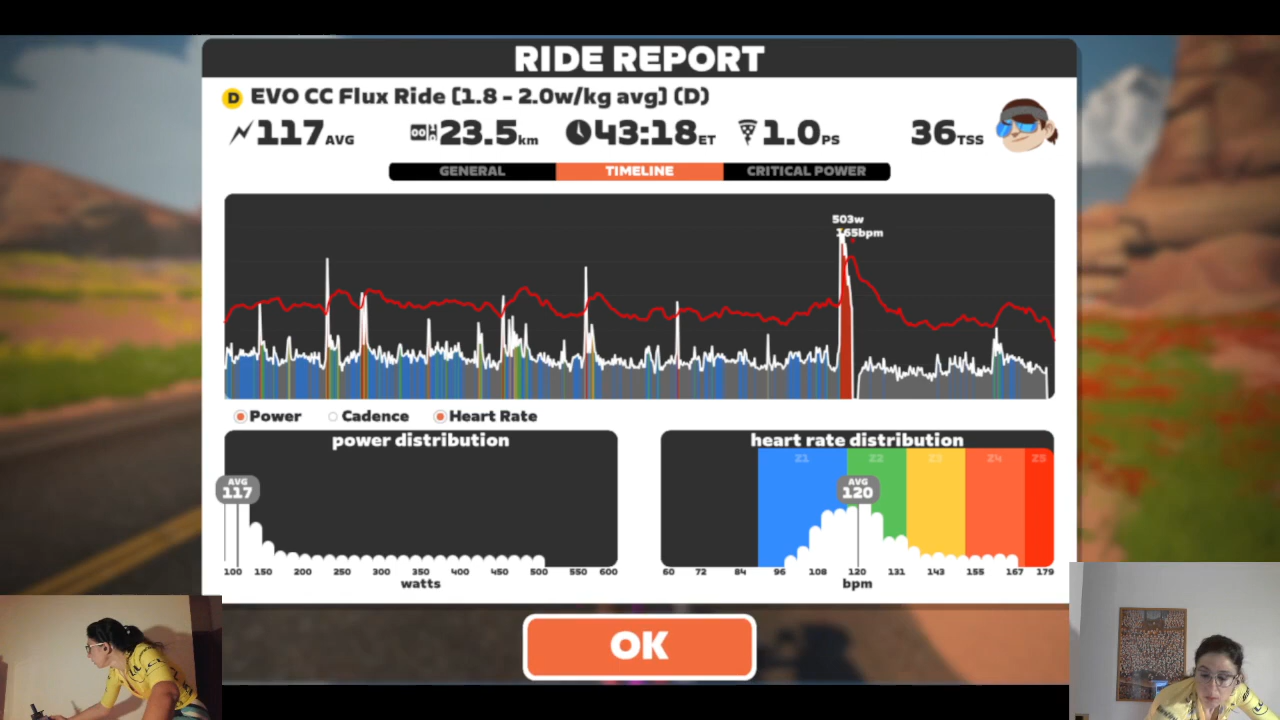 RIDE REPORT
D EVO CC Flux Ride [1.8 - 2.0w/kg avg] (D)
117AVG 23.5km 43:18ET 1.0PS 36TSS
GENERAL TIMELINE CRITICAL POWER
503w
165bpm
Power Cadence Heart Rate
power distribution
AVG
117
100 150 200 250 300 350 400 450 500 550 600
watts
heart rate distribution
Z1 Z2 Z3 Z4 Z5
AVG
120
60 72 84 96 108 120 131 143 155 167 179
bpm
OK